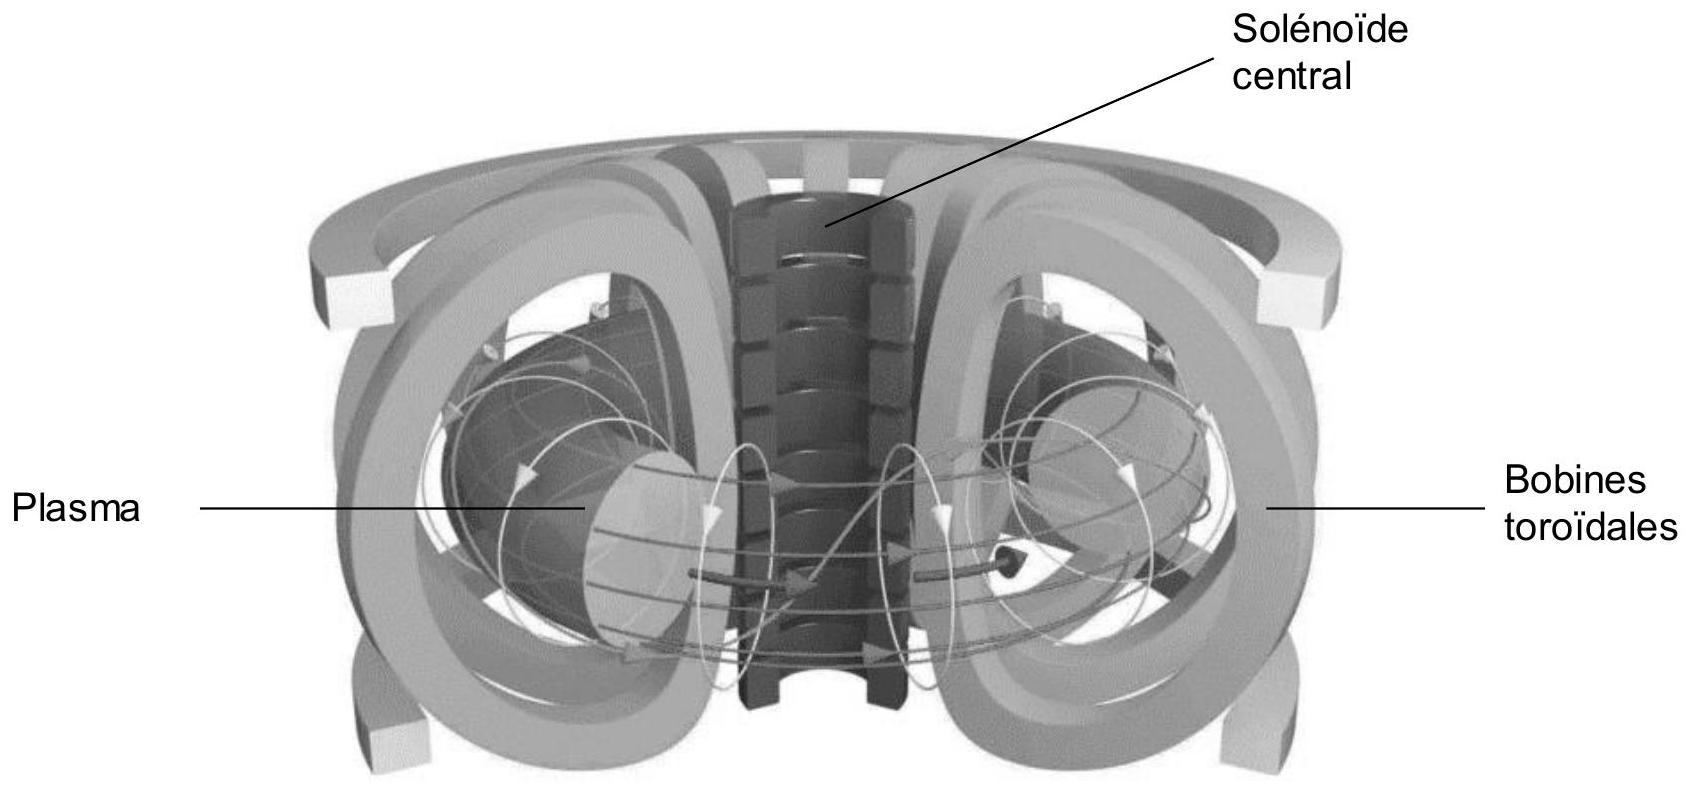 Solénoïde
central
Plasma
Bobines
toroïdales